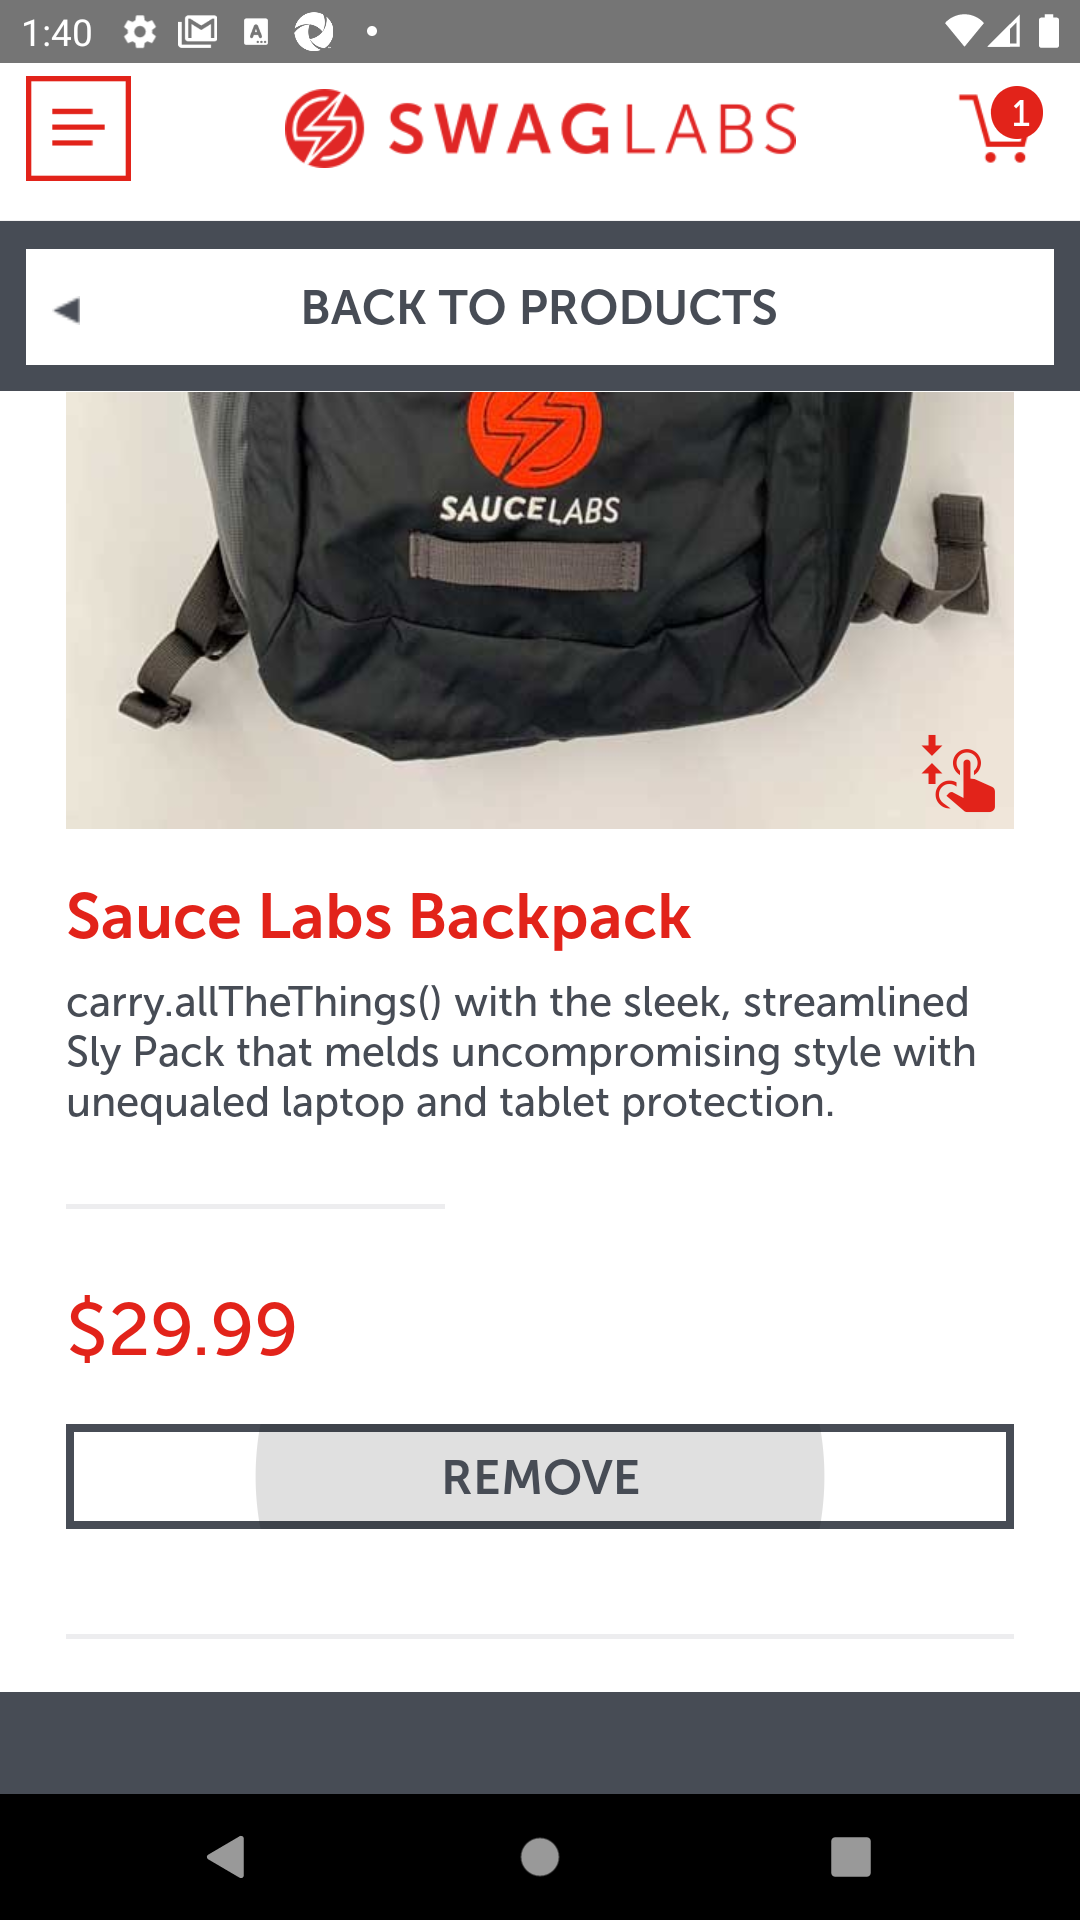 1:40
SWAGLABS
1
BACK TO PRODUCTS
SAUCELABS
Sauce Labs Backpack
carry.allTheThings() with the sleek, streamlined
Sly Pack that melds uncompromising style with
unequaled laptop and tablet protection.
$29.99
REMOVE